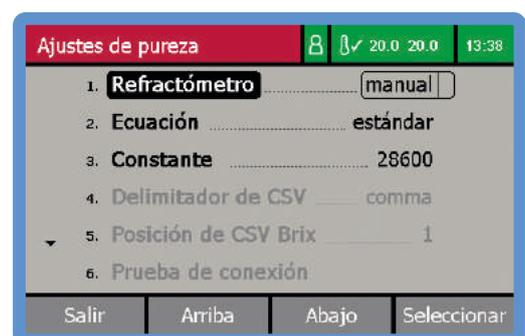 Ajustes de pureza 8 ✓ 20.0 20.0 13:38
1. Refractómetro manual
2. Ecuación estándar
3. Constante 28600
4. Delimitador de CSV comma
5. Posición de CSV Brix 1
6. Prueba de conexión
Salir Arriba Abajo Seleccionar